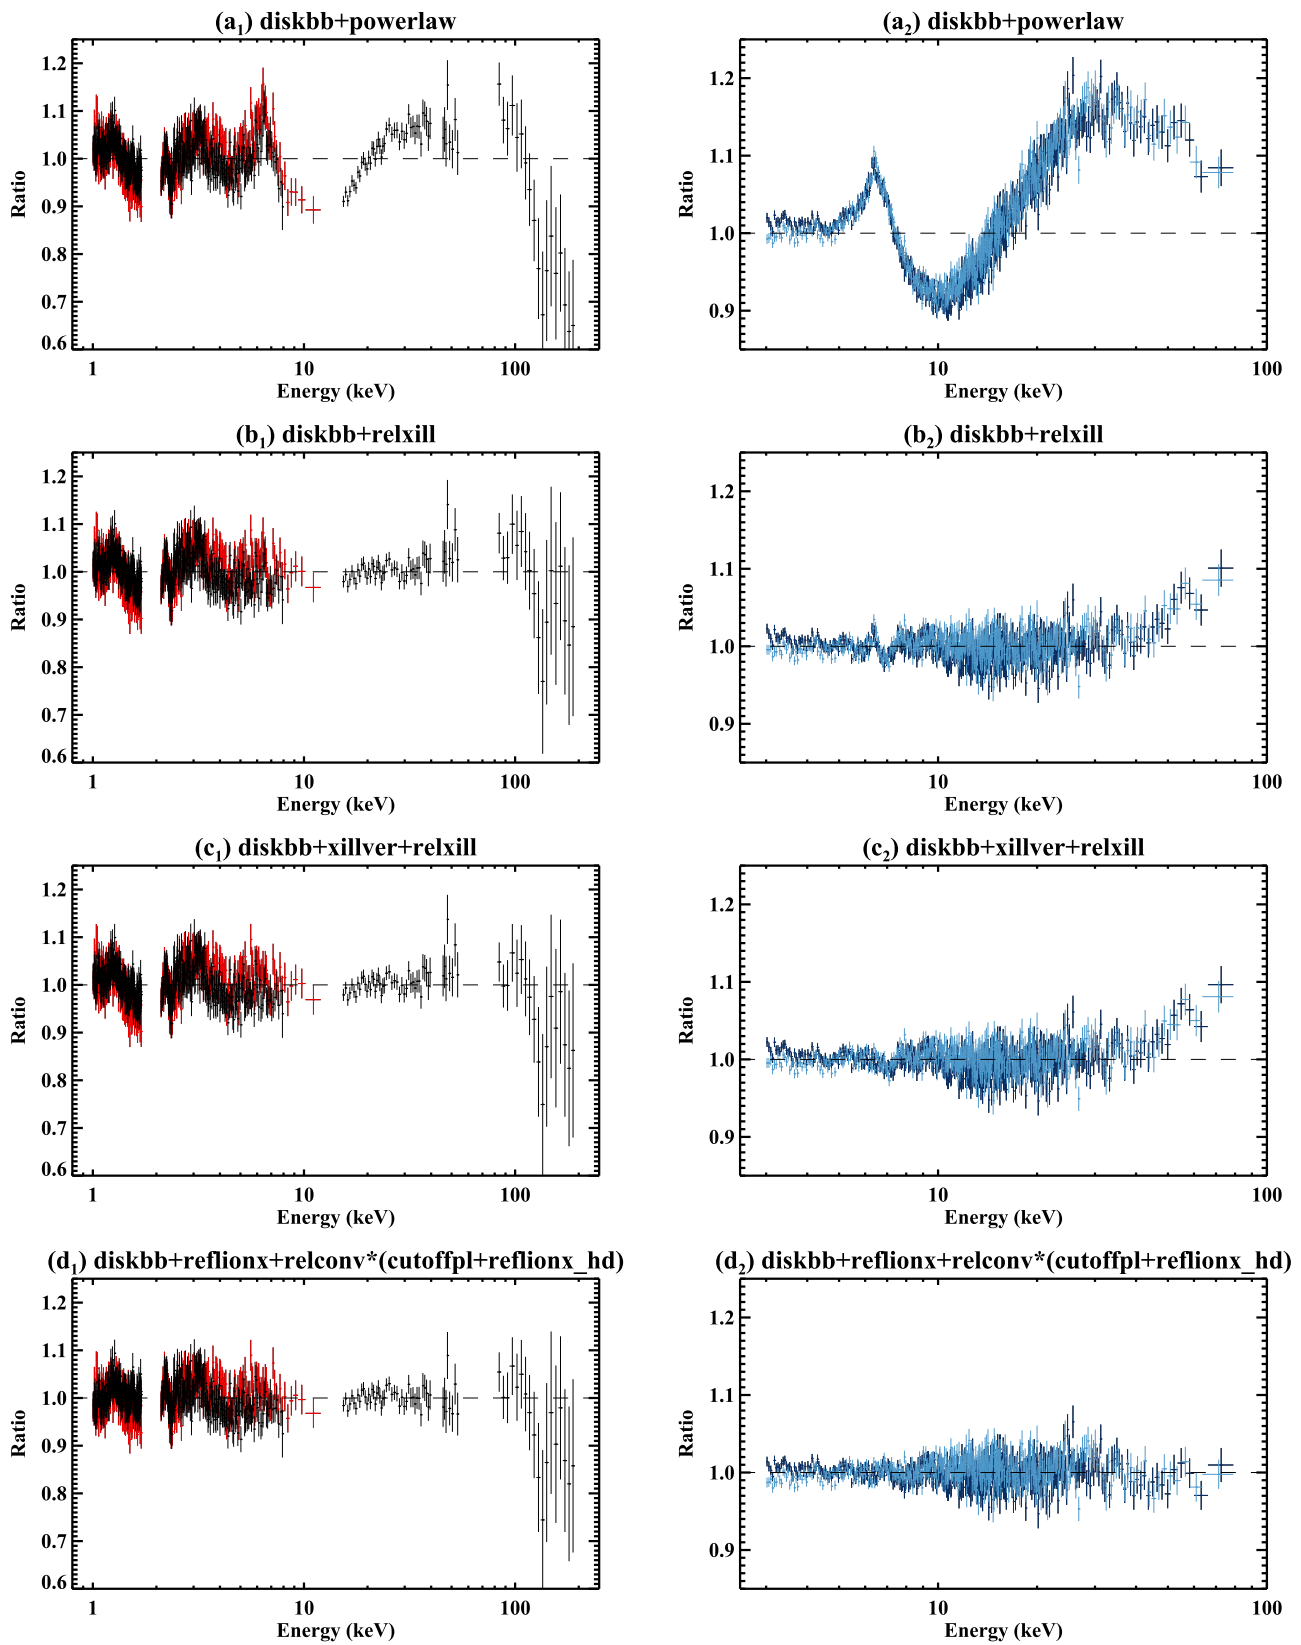 (a₁) diskbb+powerlaw
1.2
1.1
1.0
0.9
0.8
0.7
0.6
Ratio
1
10
100
Energy (keV)
(a₂) diskbb+powerlaw
1.2
1.1
1.0
0.9
Ratio
10
100
Energy (keV)
(b₁) diskbb+relxill
1.2
1.1
1.0
0.9
0.8
0.7
0.6
Ratio
1
10
100
Energy (keV)
(b₂) diskbb+relxill
1.2
1.1
1.0
0.9
Ratio
10
100
Energy (keV)
(c₁) diskbb+xillver+relxill
1.2
1.1
1.0
0.9
0.8
0.7
0.6
Ratio
1
10
100
Energy (keV)
(c₂) diskbb+xillver+relxill
1.2
1.1
1.0
0.9
Ratio
10
100
Energy (keV)
(d₁) diskbb+reflionx+relconv*(cutoffpl+reflionx_hd)
1.2
1.1
1.0
0.9
0.8
0.7
0.6
Ratio
1
10
100
Energy (keV)
(d₂) diskbb+reflionx+relconv*(cutoffpl+reflionx_hd)
1.2
1.1
1.0
0.9
Ratio
10
100
Energy (keV)